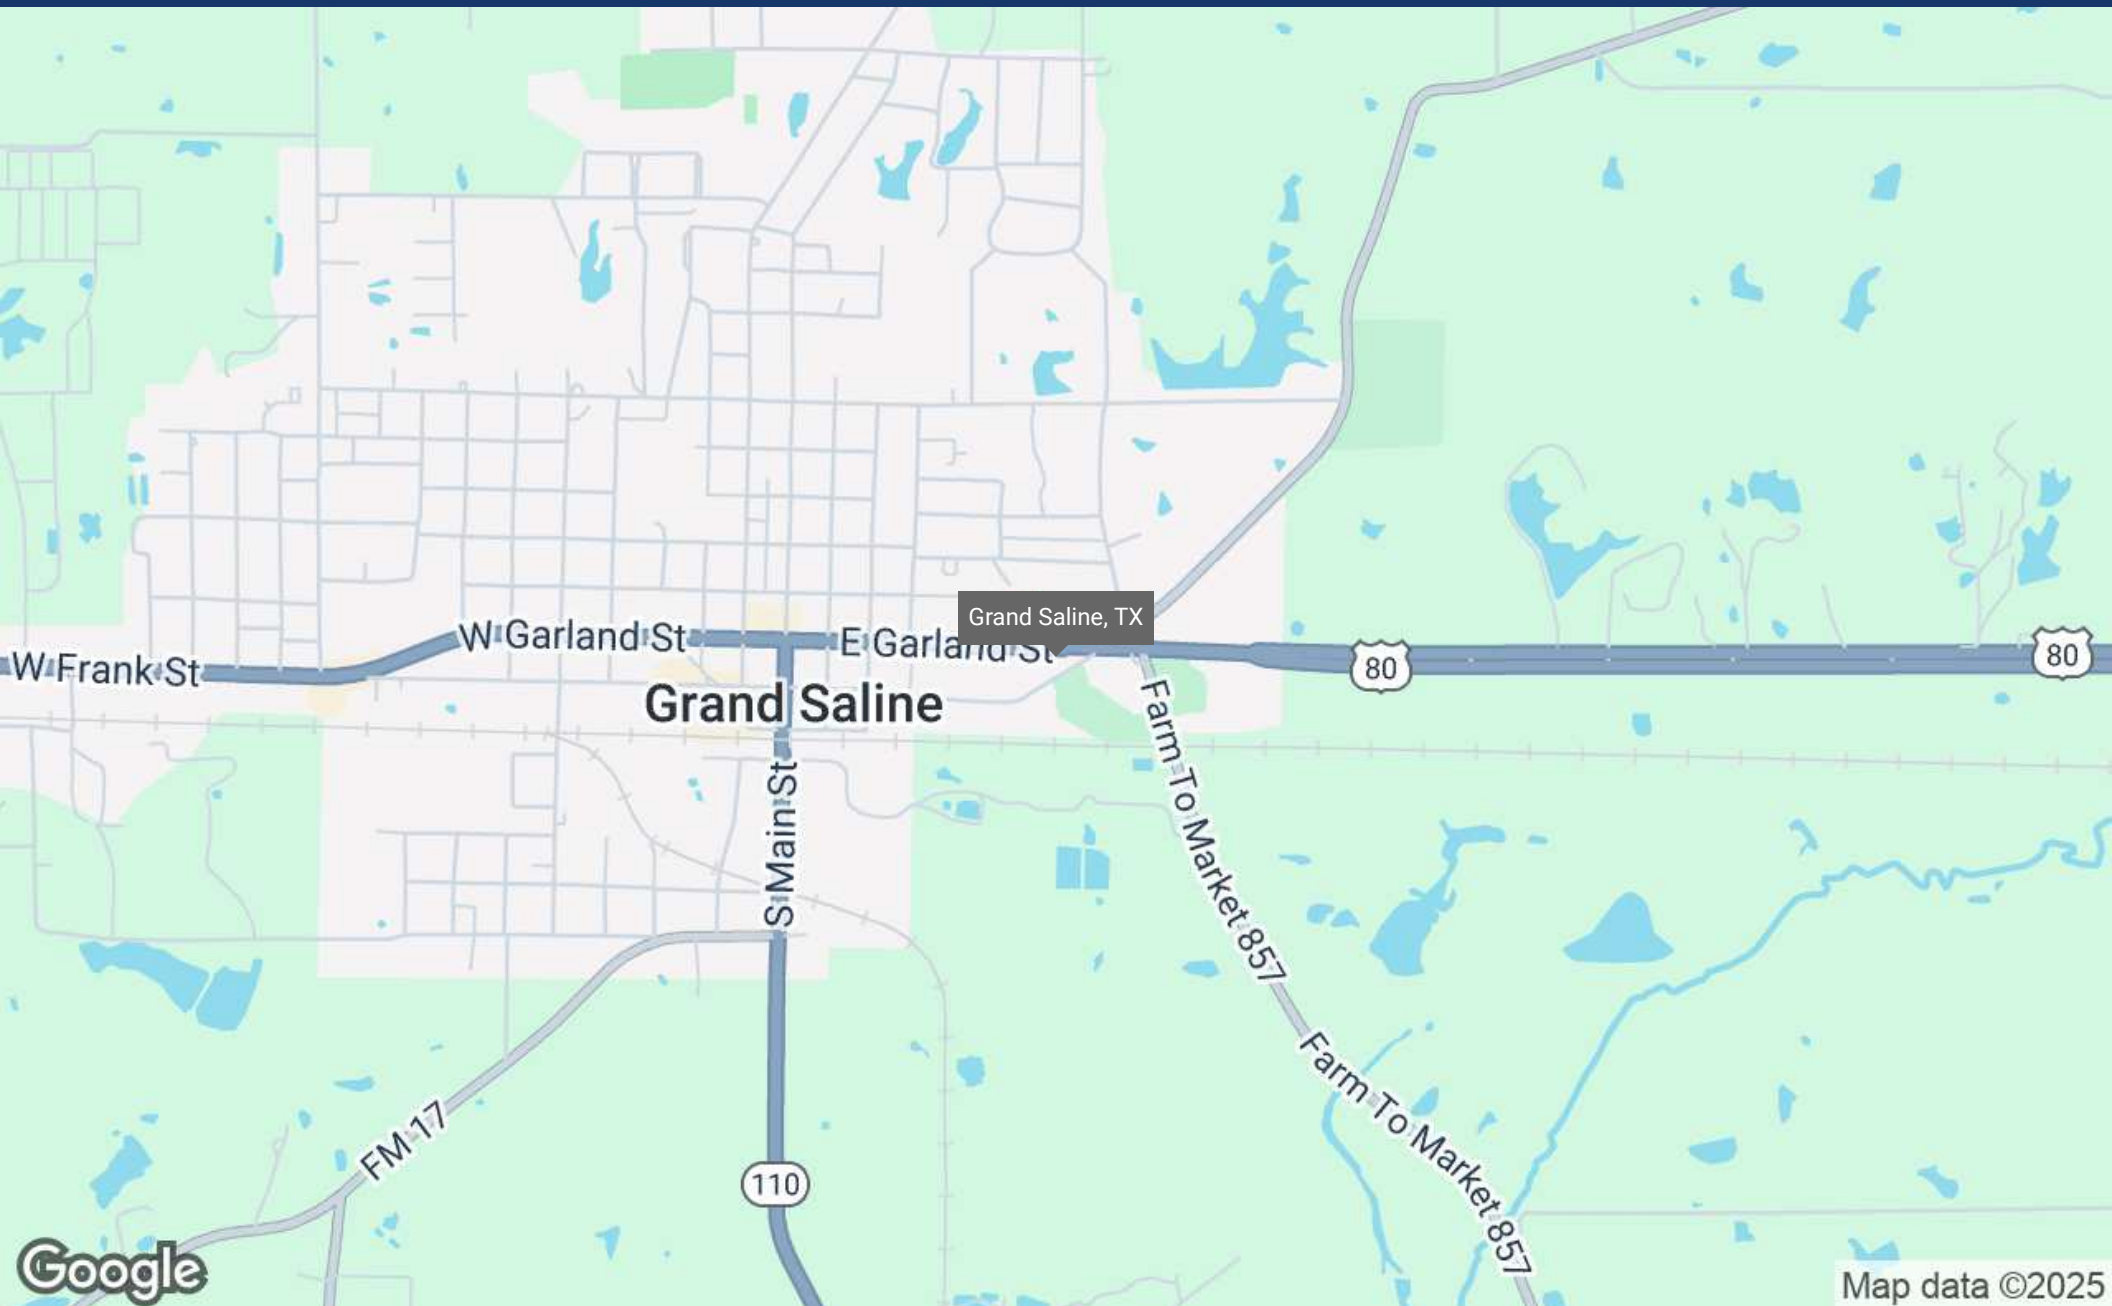 Grand Saline, TX
W Garland St
E Garland St
W Frank St
80
80
Grand Saline
Farm To Market 857
S Main St
Farm To Market 857
FM 17
110
Google
Map data ©2025